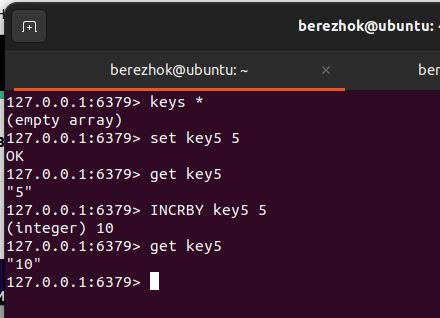 berezhok@ubuntu:
berezhok@ubuntu: ~ ×
127.0.0.1:6379> keys *
(empty array)
127.0.0.1:6379> set key5 5
OK
127.0.0.1:6379> get key5
"5"
127.0.0.1:6379> INCRBY key5 5
(integer) 10
127.0.0.1:6379> get key5
"10"
127.0.0.1:6379>